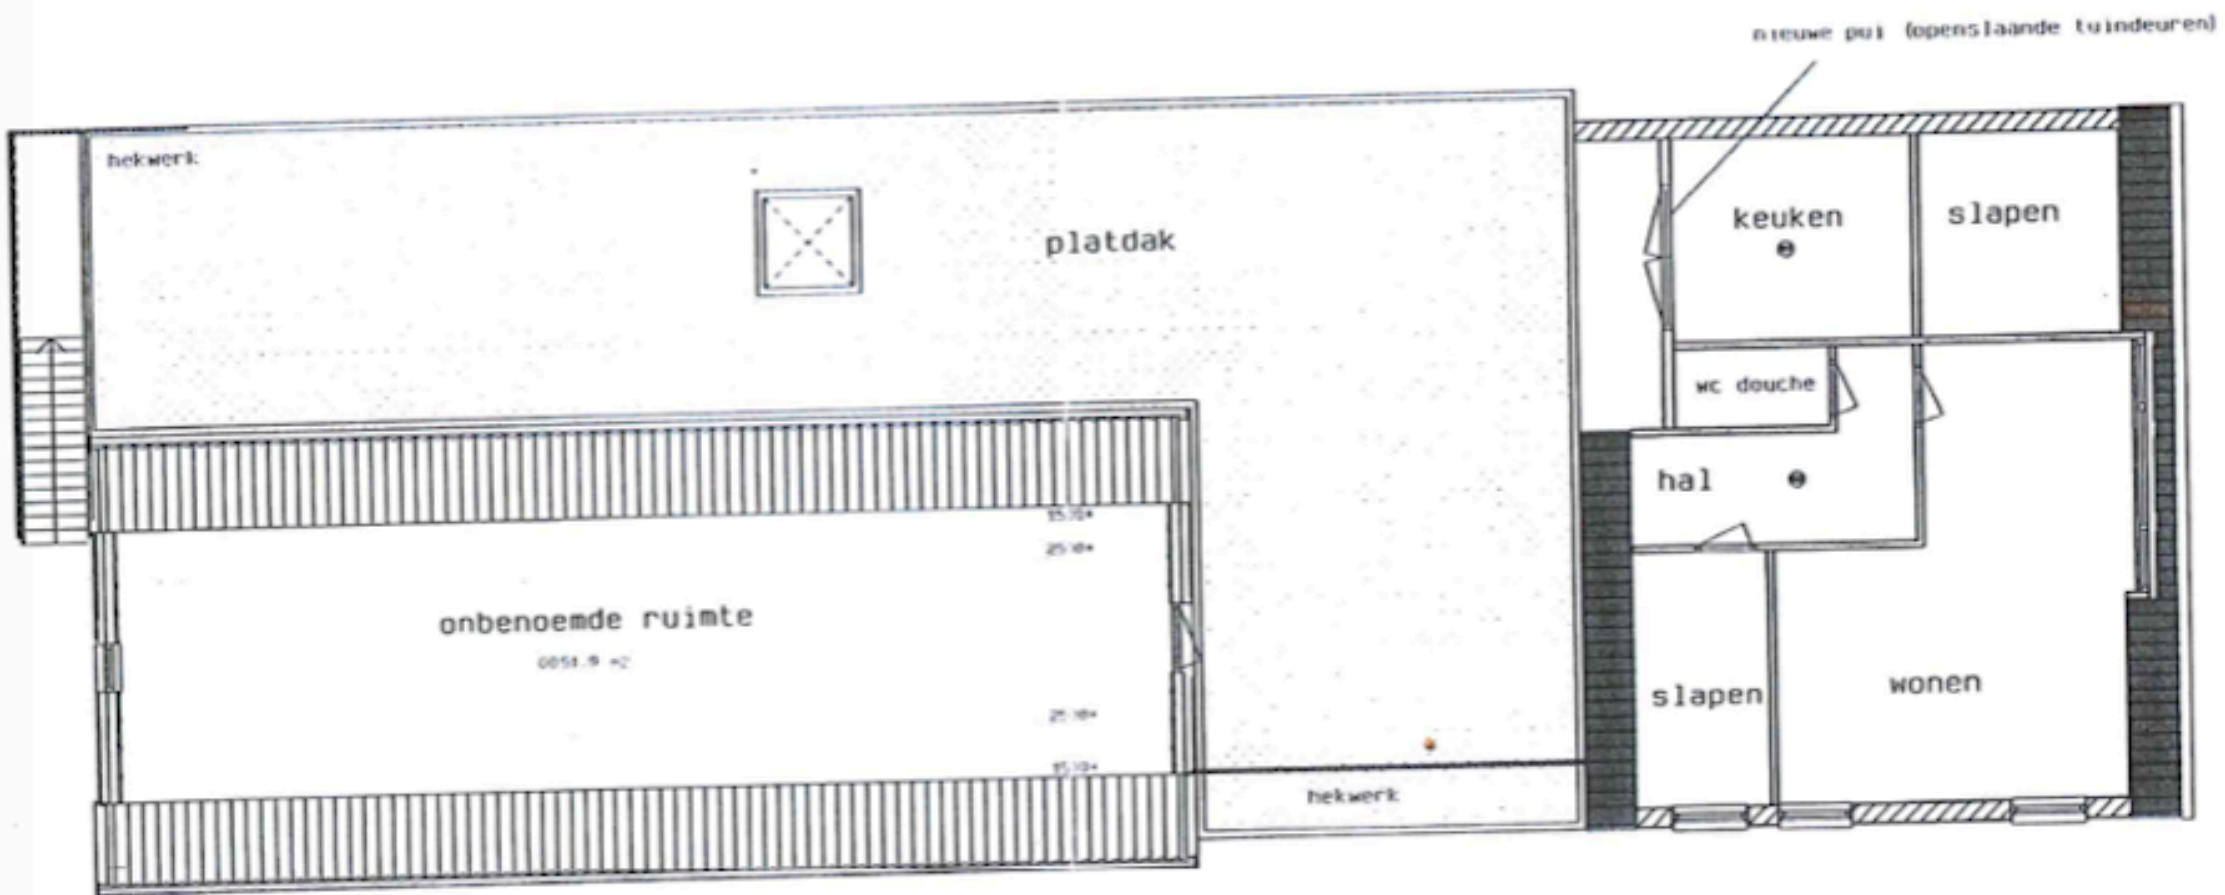 nieuwe pui (openslaande tuindeuren)
hekwerk
platdak
keuken
slapen
wc douche
hal
onbenoemde ruimte
slapen
wonen
hekwerk